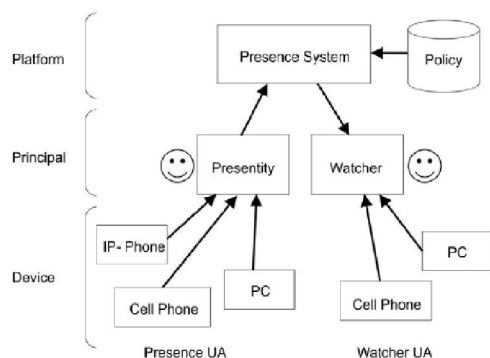 Platform
Presence System
Policy
Principal
Presentity
Watcher
Device
IP- Phone
PC
PC
Cell Phone
Cell Phone
Presence UA
Watcher UA